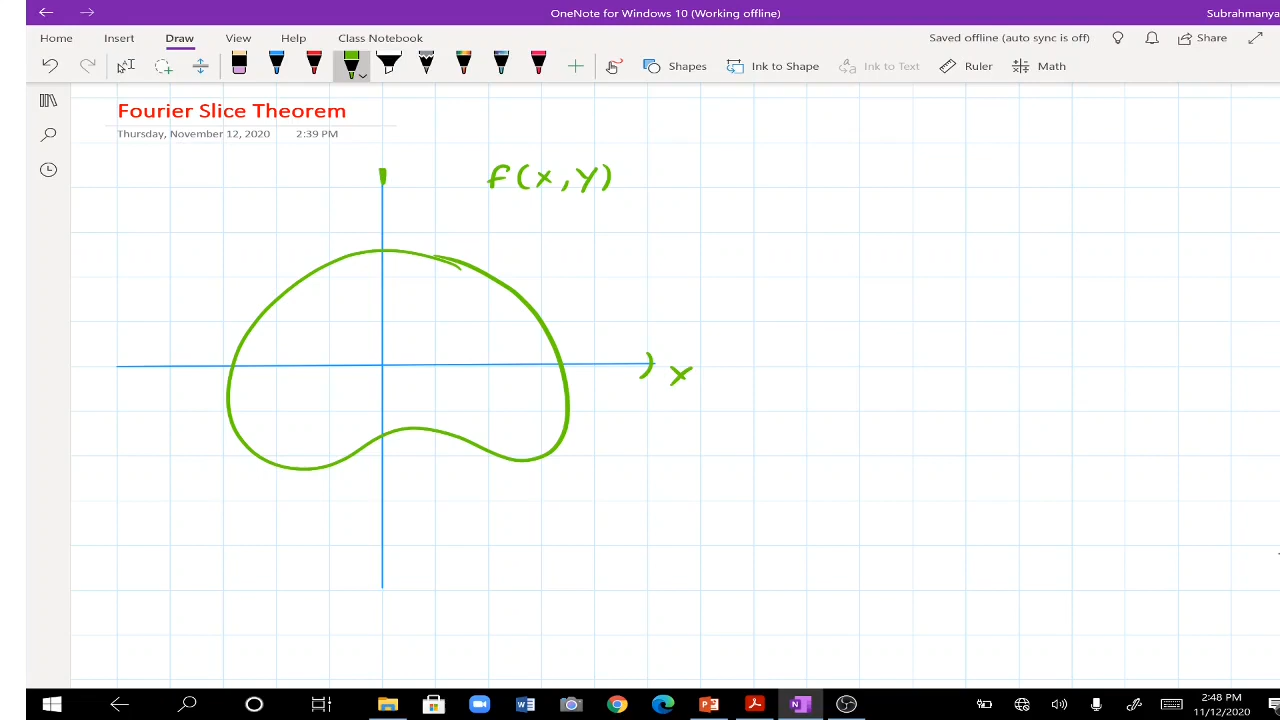 OneNote for Windows 10 (Working offline)
Subrahmanya
Home Insert Draw View Help Class Notebook
Saved offline (auto sync is off) Share
Shapes Ink to Shape Ink to Text Ruler Math
Fourier Slice Theorem
Thursday, November 12, 2020 2:39 PM
f(x,y)
x
2:48 PM
11/12/2020